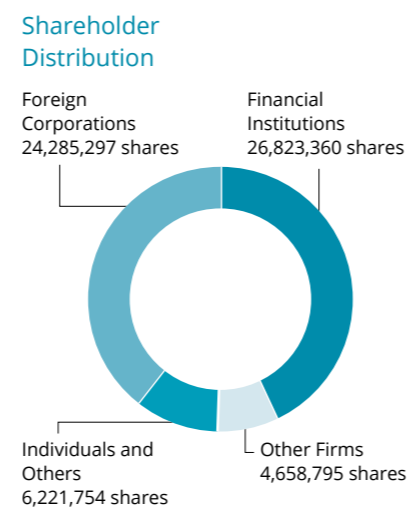 Shareholder
Distribution
Foreign
Corporations
24,285,297 shares
Financial
Institutions
26,823,360 shares
Individuals and
Others
6,221,754 shares
Other Firms
4,658,795 shares